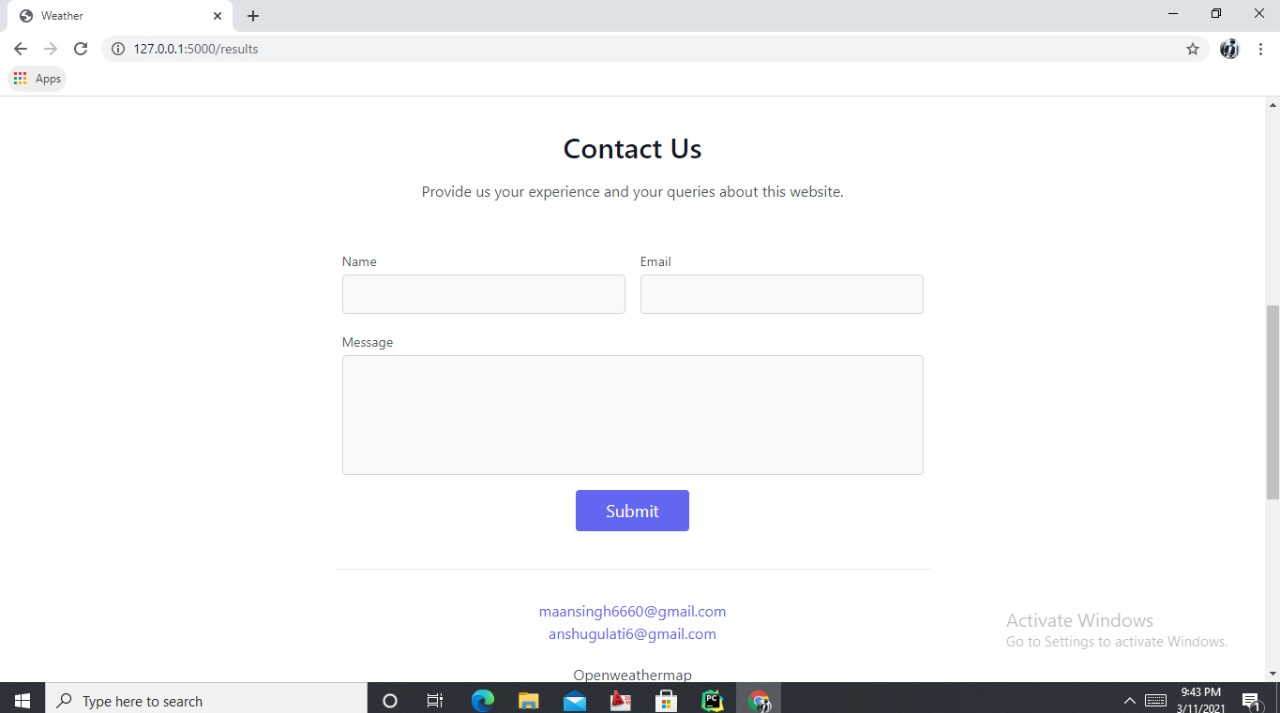 Weather
127.0.0.1:5000/results
Apps
Contact Us
Provide us your experience and your queries about this website.
Name Email
Message
Submit
maansingh6660@gmail.com
anshugulati6@gmail.com
Activate Windows
Go to Settings to activate Windows.
Openweathermap
Type here to search
PC
9:43 PM
3/11/2021
1